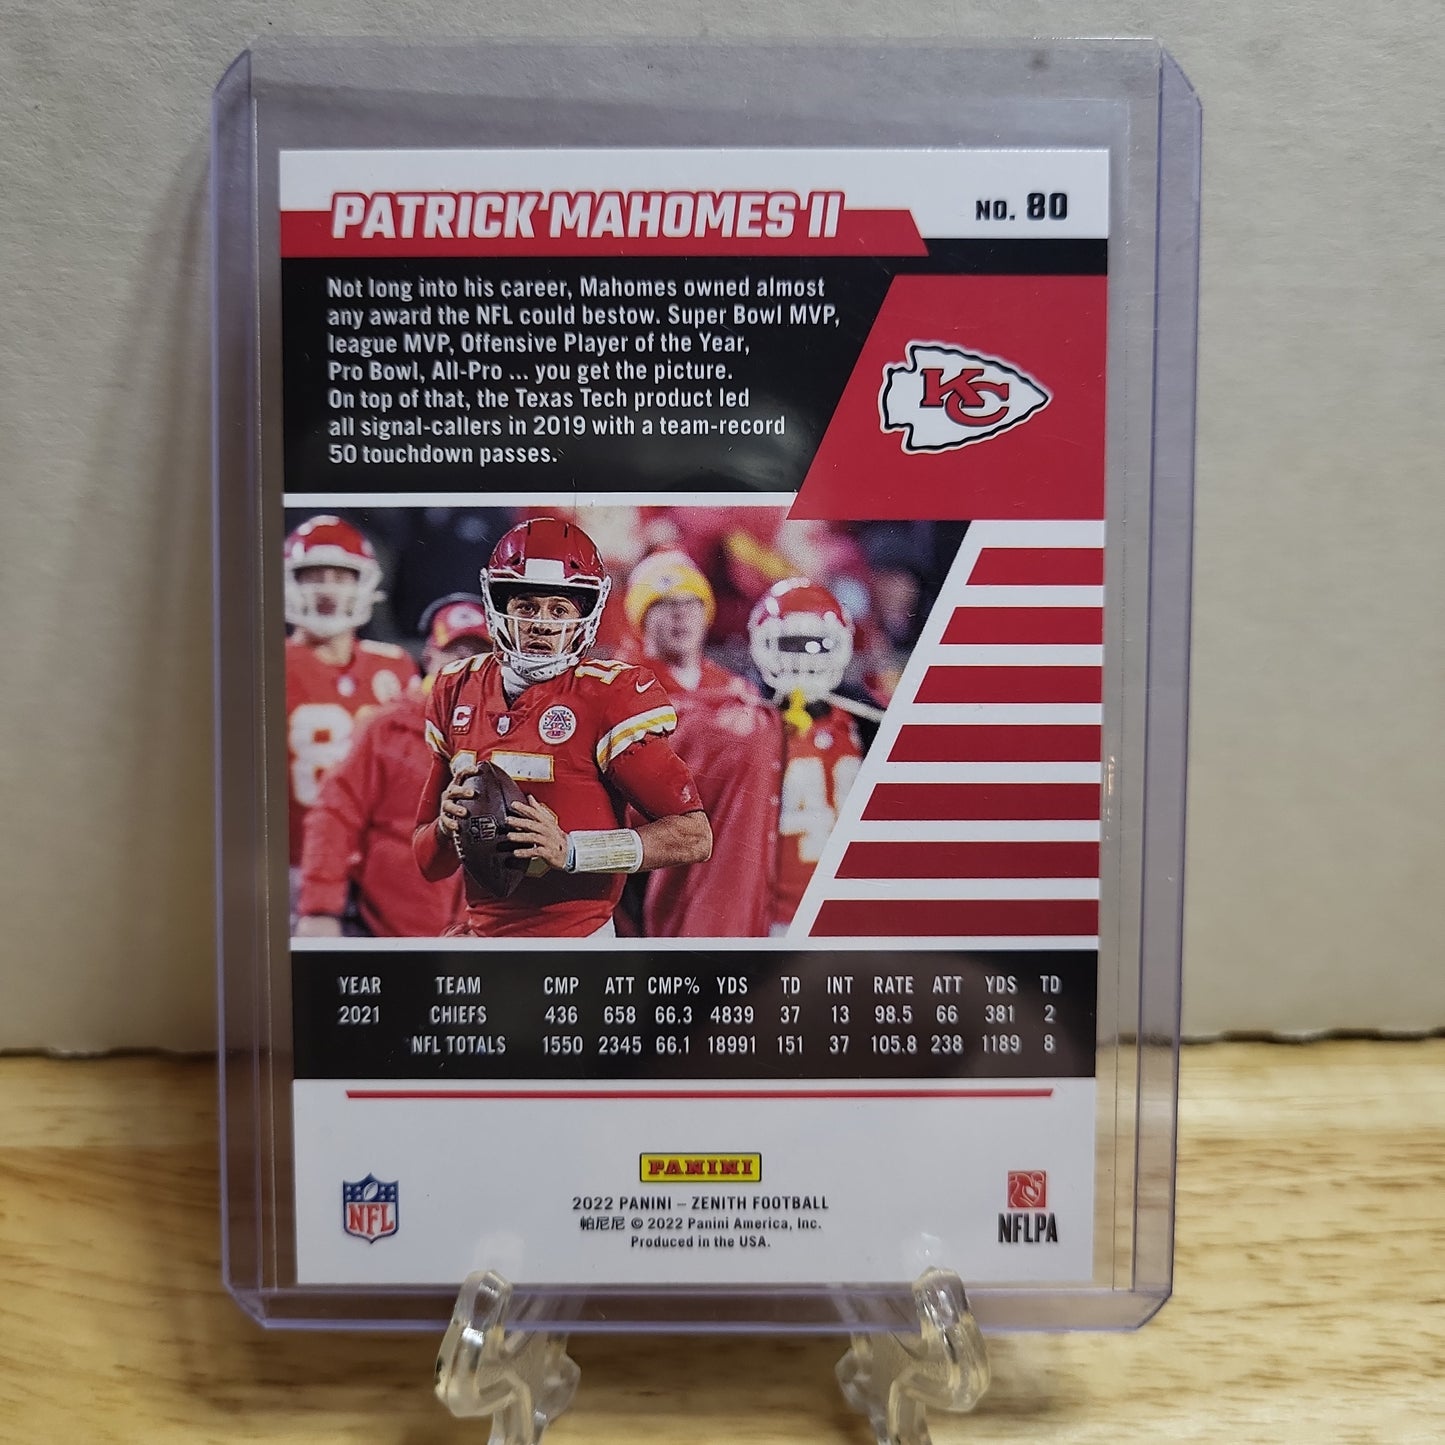 PATRICK MAHOMES II
NO. 80
Not long into his career, Mahomes owned almost
any award the NFL could bestow. Super Bowl MVP,
league MVP, Offensive Player of the Year,
Pro Bowl, All-Pro ... you get the picture.
On top of that, the Texas Tech product led
all signal-callers in 2019 with a team-record
50 touchdown passes.
KC
15
C
15
NFL
YEAR TEAM CMP ATT CMP% YDS TD INT RATE ATT YDS TD
2021 CHIEFS 436 658 66.3 4839 37 13 98.5 66 381 2
NFL TOTALS 1550 2345 66.1 18991 151 37 105.8 238 1189 8
PANINI
2022 PANINI – ZENITH FOOTBALL
帕尼尼 © 2022 Panini America, Inc.
Produced in the USA.
NFL
NFLPA